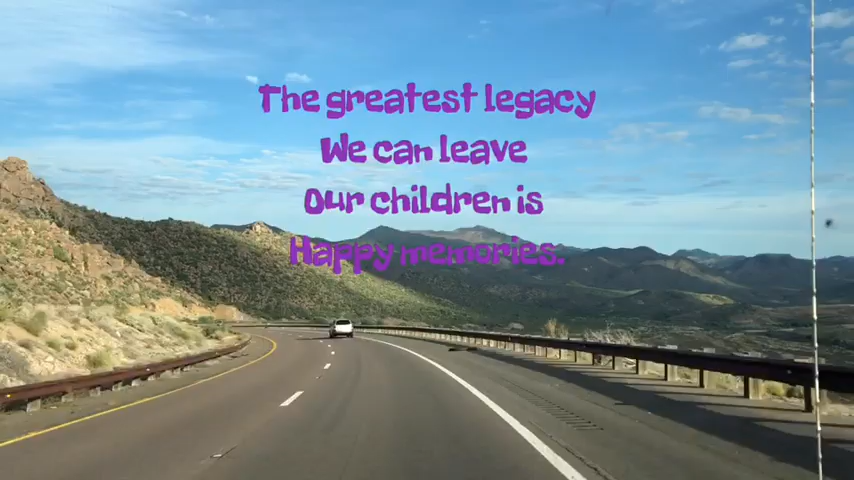 The greatest legacy
We can leave
Our children is
Happy memories.